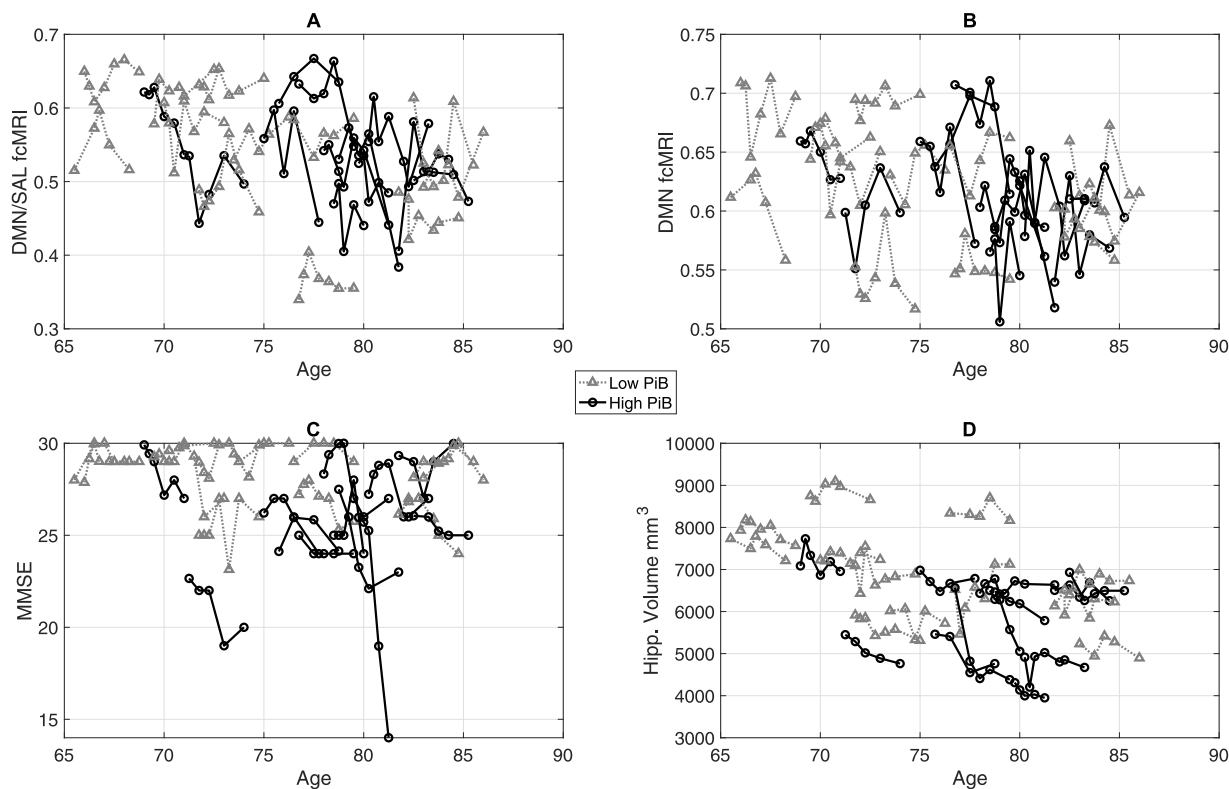 A
DMN/SAL fcMRI
0.7
0.6
0.5
0.4
0.3
65 70 75 80 85 90
Age
B
DMN fcMRI
0.75
0.7
0.65
0.6
0.55
0.5
65 70 75 80 85 90
Age
Low PiB
High PiB
C
MMSE
30
25
20
15
65 70 75 80 85 90
Age
D
Hipp. Volume mm³
10000
9000
8000
7000
6000
5000
4000
3000
65 70 75 80 85 90
Age